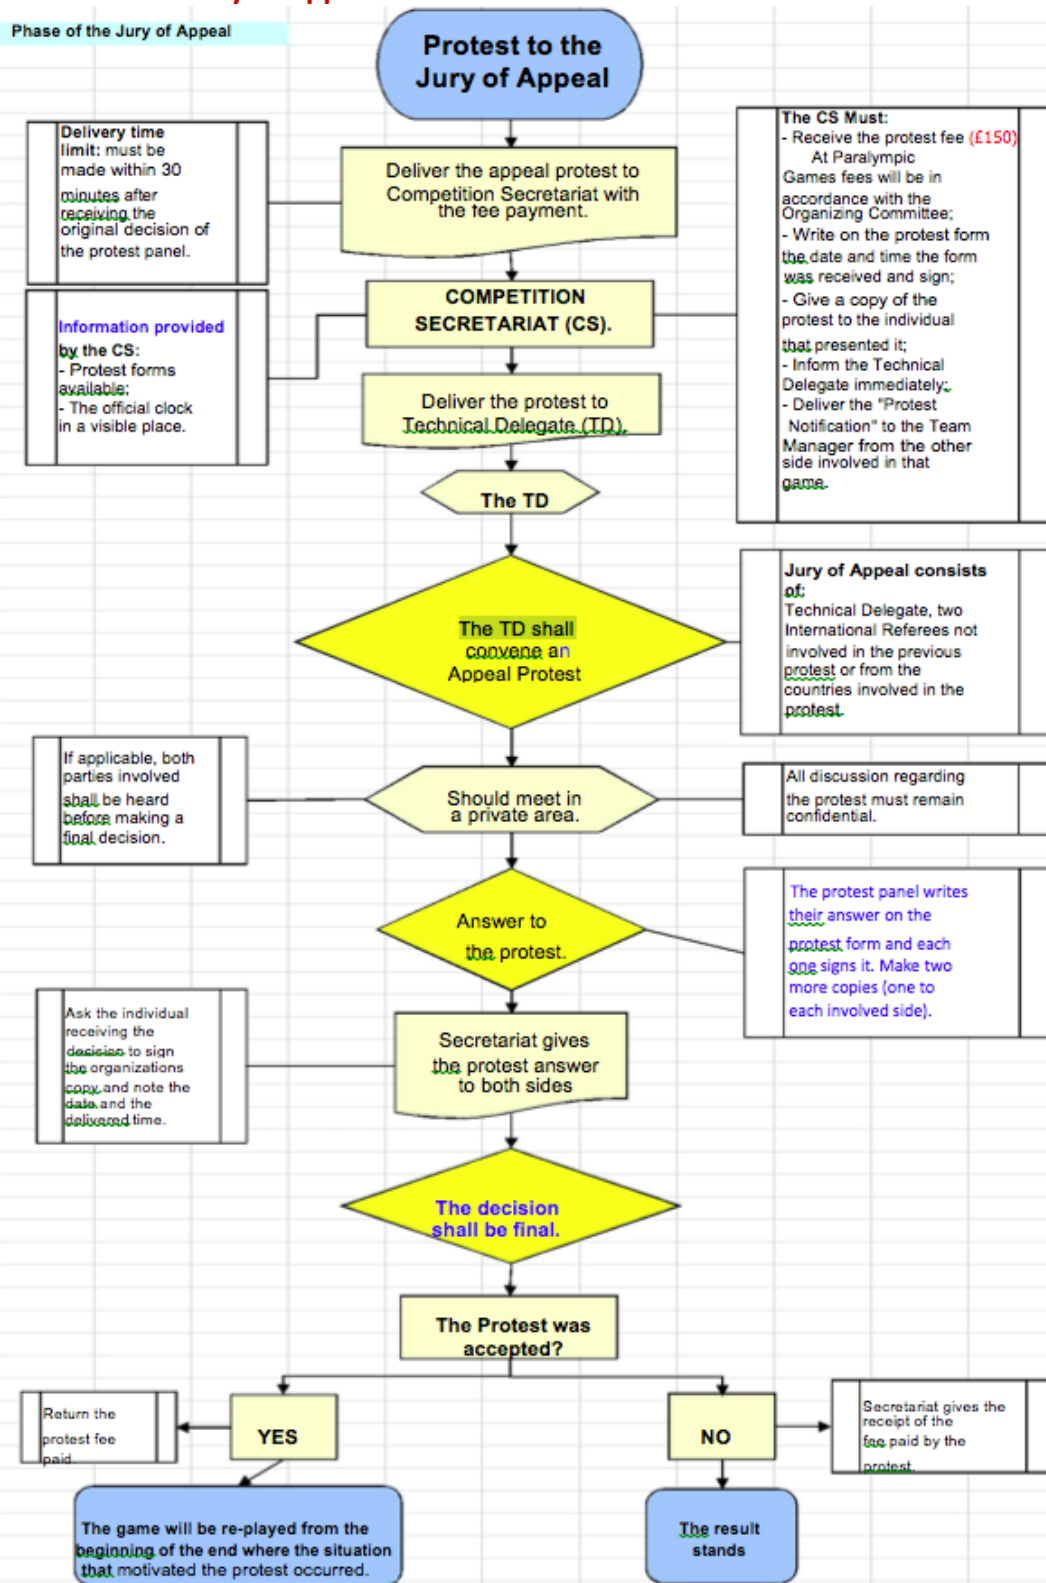 Phase of the Jury of Appeal
Protest to the
Jury of Appeal
Delivery time
limit: must be
made within 30
minutes after
receiving the
original decision of
the protest panel.
Deliver the appeal protest to
Competition Secretariat with
the fee payment.
The CS Must:
- Receive the protest fee (£150)
At Paralympic
Games fees will be in
accordance with the
Organizing Committee;
- Write on the protest form
the date and time the form
was received and sign;
- Give a copy of the
protest to the individual
that presented it;
- Inform the Technical
Delegate immediately;
- Deliver the "Protest
Notification" to the Team
Manager from the other
side involved in that
game.
Information provided
by the CS:
- Protest forms
available;
- The official clock
in a visible place.
COMPETITION
SECRETARIAT (CS).
Deliver the protest to
Technical Delegate (TD).
The TD
The TD shall
convene an
Appeal Protest
Jury of Appeal consists
of:
Technical Delegate, two
International Referees not
involved in the previous
protest or from the
countries involved in the
protest.
If applicable, both
parties involved
shall be heard
before making a
final decision.
Should meet in
a private area.
All discussion regarding
the protest must remain
confidential.
Answer to
the protest.
The protest panel writes
their answer on the
protest form and each
one signs it. Make two
more copies (one to
each involved side).
Ask the individual
receiving the
decision to sign
the organizations
copy and note the
date and the
delivered time.
Secretariat gives
the protest answer
to both sides
The decision
shall be final.
The Protest was
accepted?
Return the
protest fee
paid.
YES
NO
Secretariat gives the
receipt of the
fee paid by the
protest.
The game will be re-played from the
beginning of the end where the situation
that motivated the protest occurred.
The result
stands